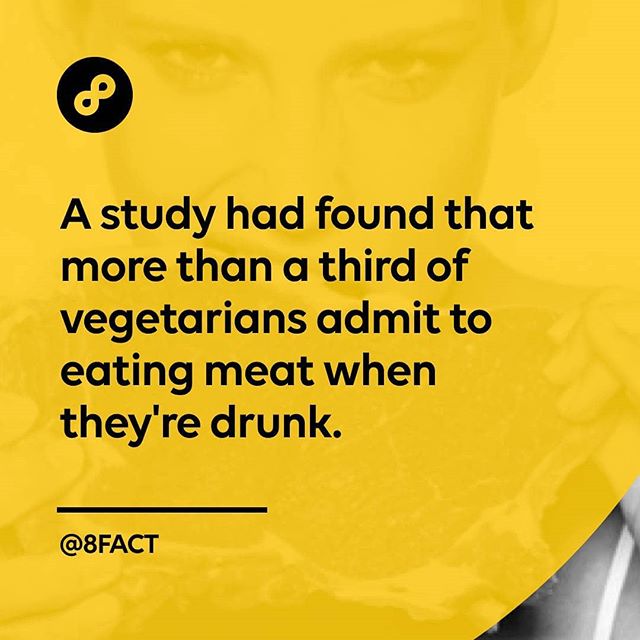 A study had found that
more than a third of
vegetarians admit to
eating meat when
they're drunk.
@8FACT